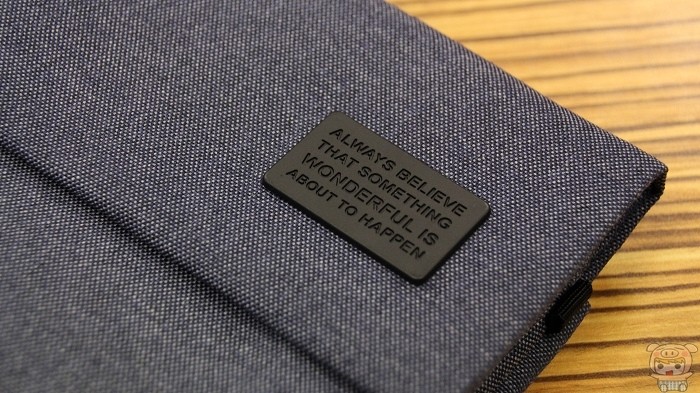 ALWAYS BELIEVE
THAT SOMETHING
WONDERFUL IS
ABOUT TO HAPPEN